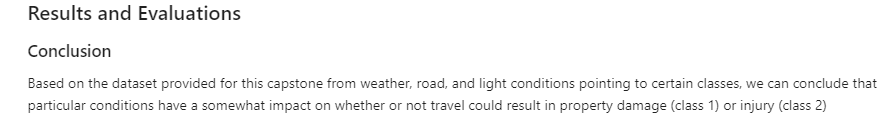 Results and Evaluations
Conclusion
Based on the dataset provided for this capstone from weather, road, and light conditions pointing to certain classes, we can conclude that
particular conditions have a somewhat impact on whether or not travel could result in property damage (class 1) or injury (class 2)